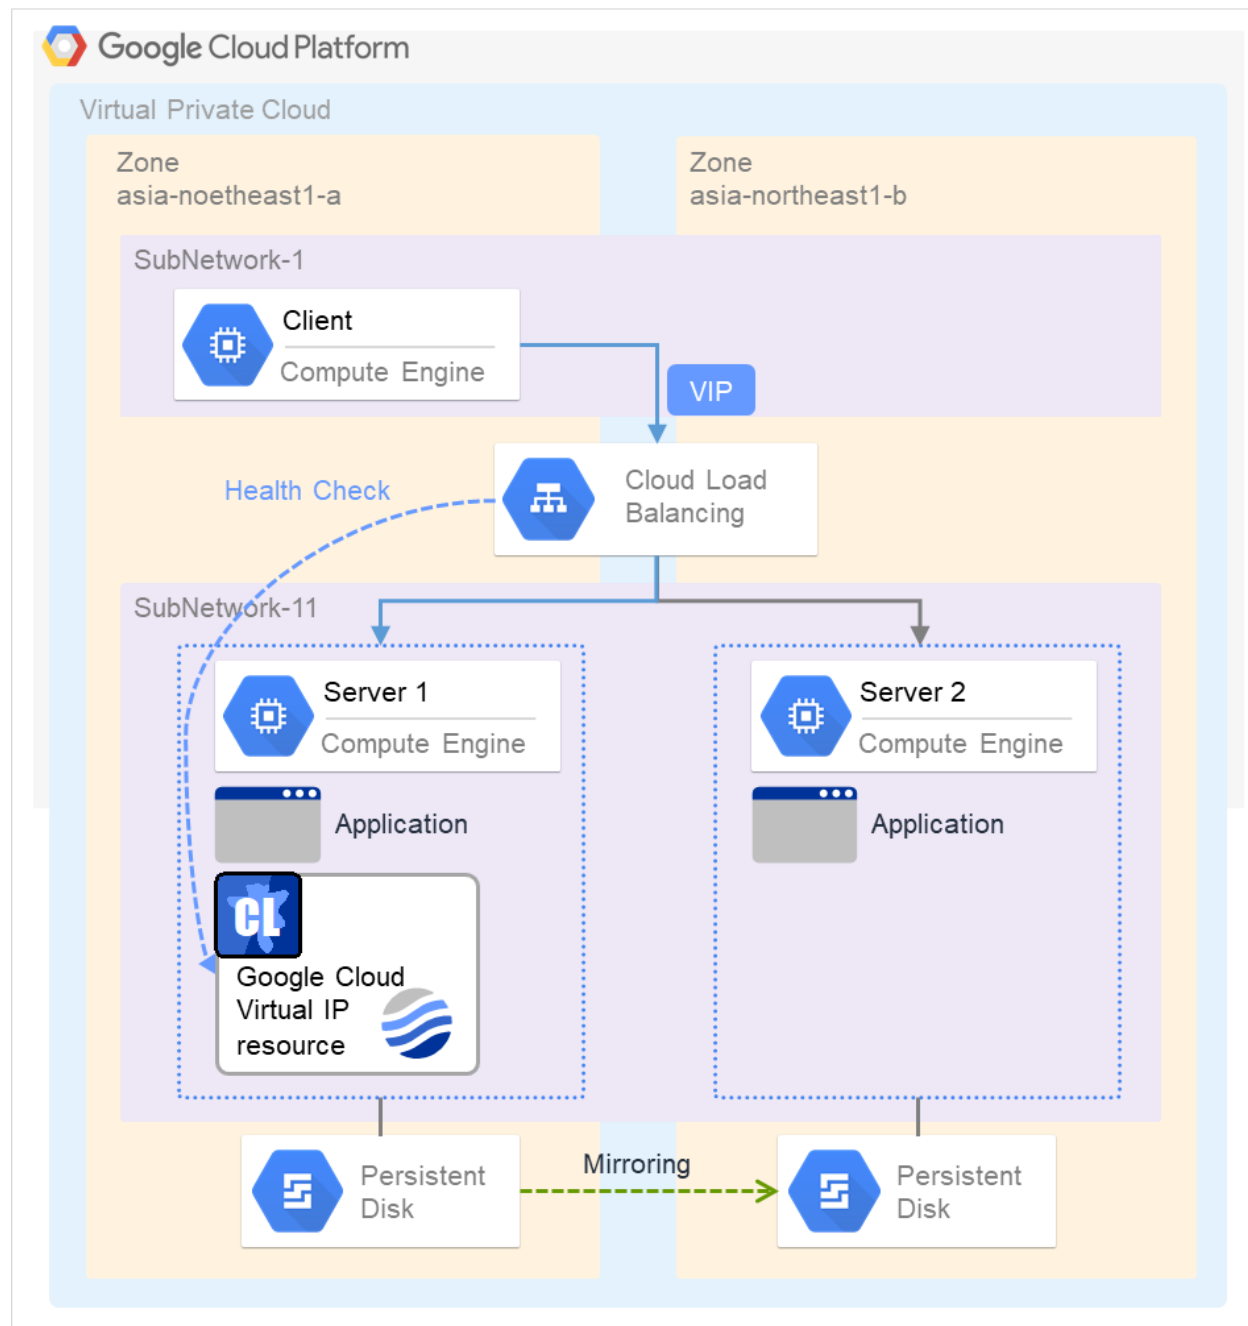 Google Cloud Platform
Virtual Private Cloud
Zone
asia-noetheast1-a
Zone
asia-northeast1-b
SubNetwork-1
Client
Compute Engine
VIP
Cloud Load
Balancing
Health Check
SubNetwork-11
Server 1
Compute Engine
Server 2
Compute Engine
Application
Application
CL
Google Cloud
Virtual IP
resource
Mirroring
Persistent
Disk
Persistent
Disk